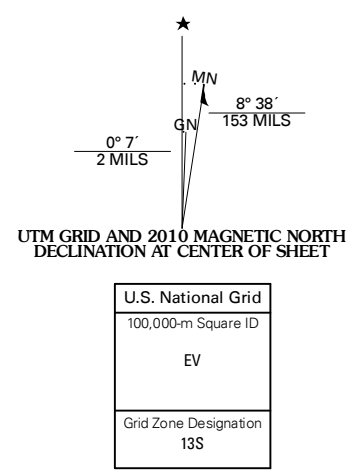 MN
8° 38´
153 MILS
GN
0° 7´
2 MILS
UTM GRID AND 2010 MAGNETIC NORTH
DECLINATION AT CENTER OF SHEET
U.S. National Grid
100,000-m Square ID
EV
Grid Zone Designation
13S